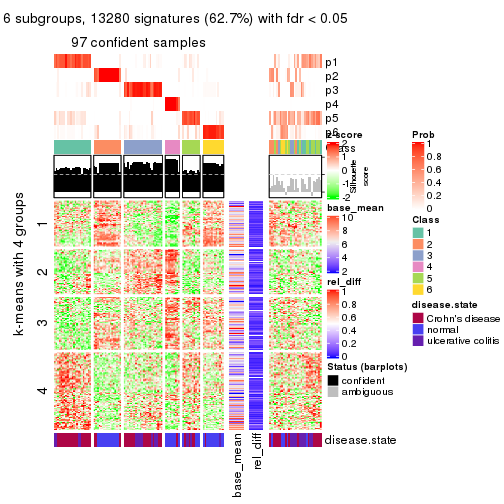 6 subgroups, 13280 signatures (62.7%) with fdr < 0.05
97 confident samples
p1
p2
p3
p4
p5
p6
z-score
2
1
0
-1
-2
Silhouette
score
Prob
1
0.8
0.6
0.4
0.2
0
k-means with 4 groups
1
2
3
4
base_mean
10
8
6
4
2
rel_diff
1
0.8
0.6
0.4
0.2
0
Class
1
2
3
4
5
6
disease.state
Crohn's disease
normal
ulcerative colitis
Status (barplots)
confident
ambiguous
disease.state
base_mean
rel_diff